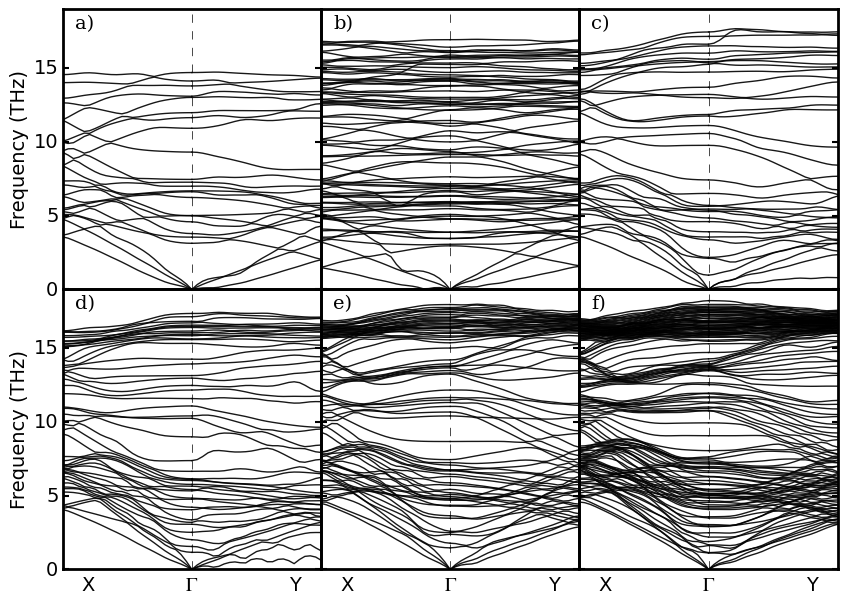 a) b) c)
Frequency (THz)
15
10
5
0
d) e) f)
Frequency (THz)
15
10
5
0
X Γ Y X Γ Y X Γ Y